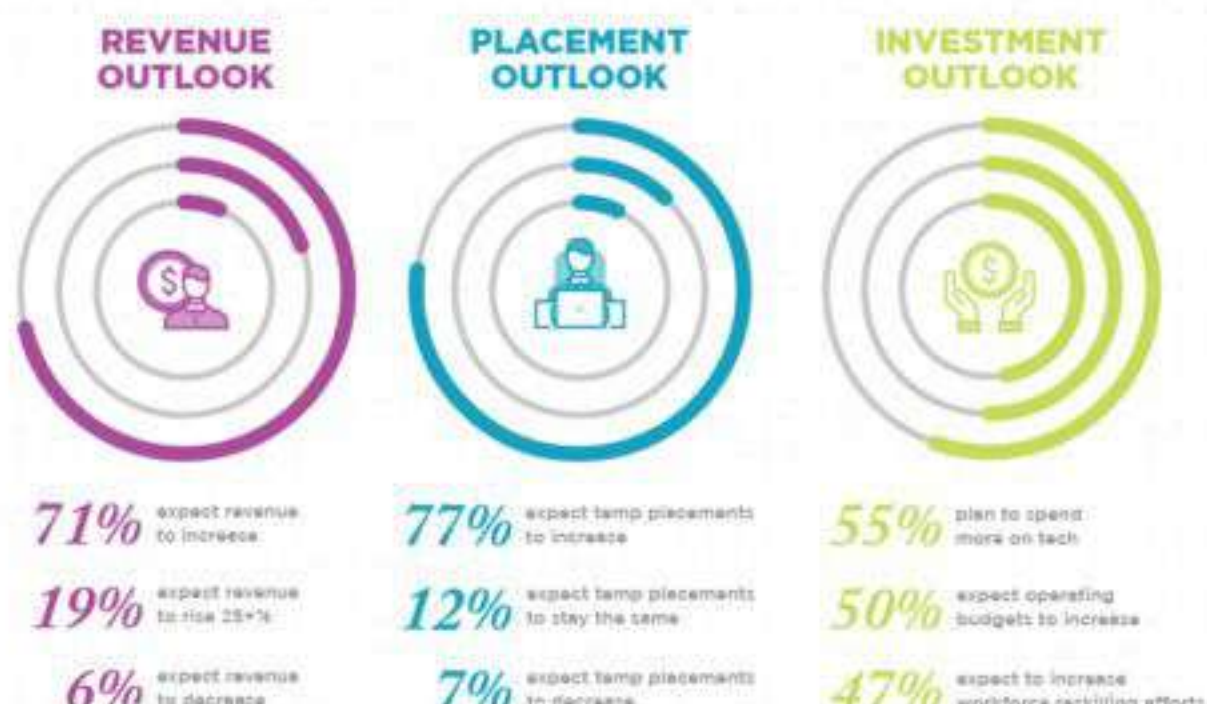 REVENUE
OUTLOOK
$
71% expect revenue
to increase
19% expect revenue
to rise 25+%
6% expect revenue
to decrease
PLACEMENT
OUTLOOK
77% expect temp placements
to increase
12% expect temp placements
to stay the same
7% expect temp placements
to decrease
INVESTMENT
OUTLOOK
$
55% plan to spend
more on tech
50% expect operating
budgets to increase
47% expect to increase
workforce reskilling efforts